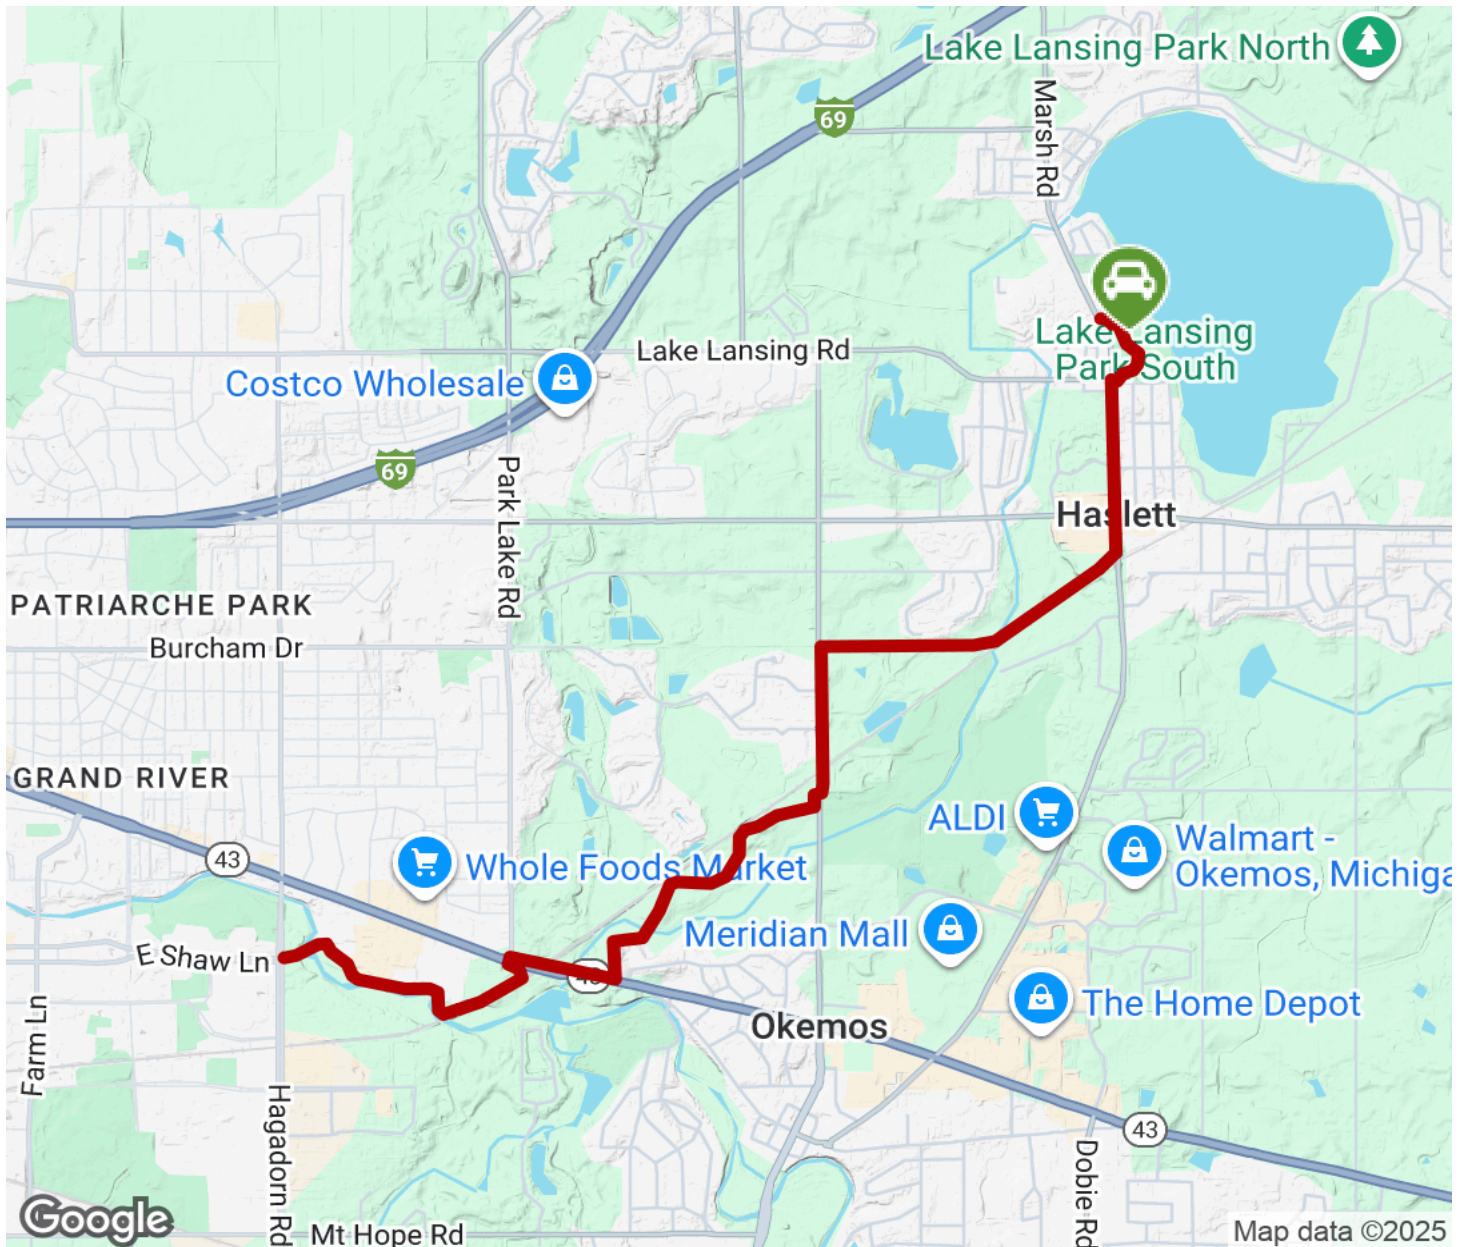 Lake Lansing Park North
69
Marsh Rd
Lake Lansing
Park South
Lake Lansing Rd
Costco Wholesale
69
Park Lake Rd
Haslett
PATRIARCHE PARK
Burcham Dr
GRAND RIVER
43
Whole Foods Market
ALDI
Walmart -
Okemos, Michiga
Meridian Mall
E Shaw Ln
43
The Home Depot
Okemos
Farm Ln
Hagadorn Rd
43
Dobie Rd
Mt Hope Rd
Google
Map data ©2025